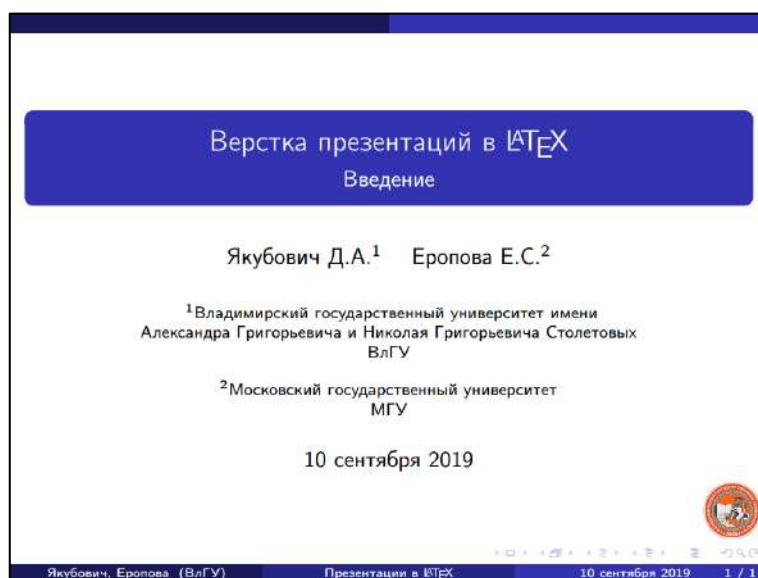 Верстка презентаций в LATEX
Введение
Якубович Д.А.¹ Еропова Е.С.²
¹Владимирский государственный университет имени
Александра Григорьевича и Николая Григорьевича Столетовых
ВлГУ
²Московский государственный университет
МГУ
10 сентября 2019
Якубович, Еропова (ВлГУ) Презентации в LATEX 10 сентября 2019 1 / 1